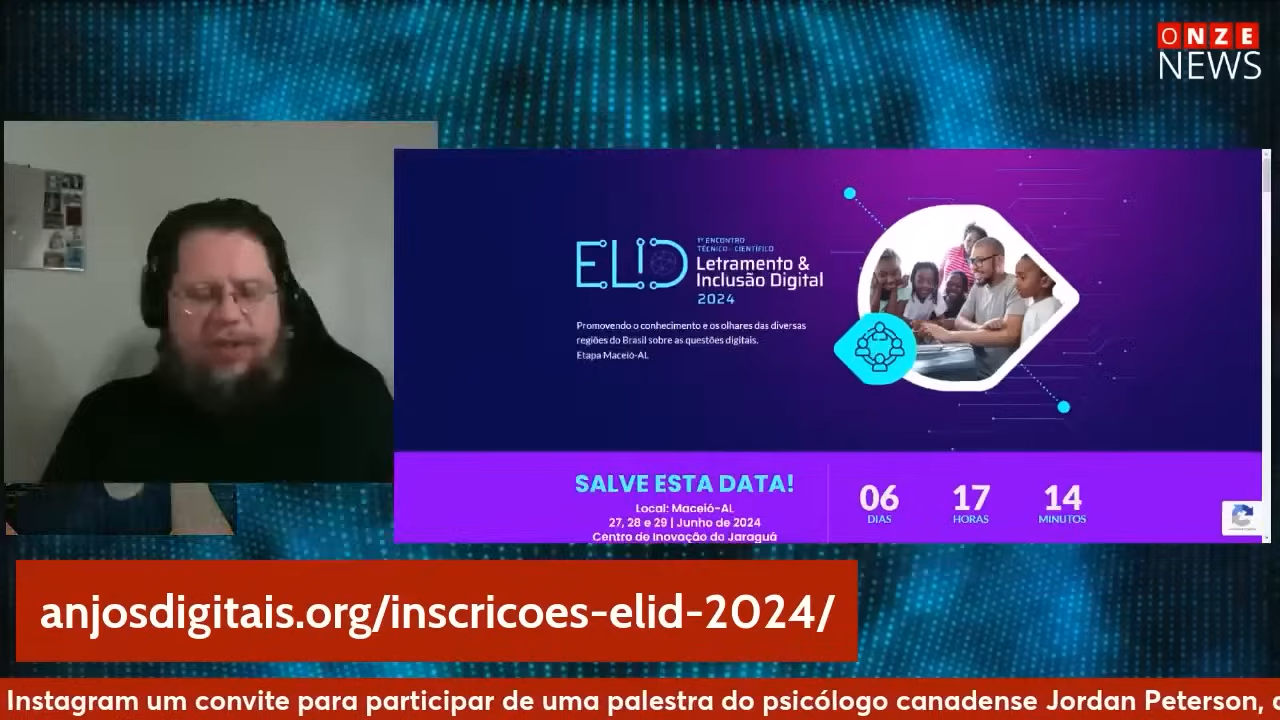 ONZE
NEWS
ELID
1º ENCONTRO
TÉCNICO - CIENTÍFICO
Letramento &
Inclusão Digital
2024
Promovendo o conhecimento e os olhares das diversas
regiões do Brasil sobre as questões digitais.
Etapa Maceió-AL
SALVE ESTA DATA!
Local: Maceió-AL
27, 28 e 29 | Junho de 2024
Centro de Inovação do Jaraguá
06 17 14
DIAS HORAS MINUTOS
anjosdigitais.org/inscricoes-elid-2024/
Instagram um convite para participar de uma palestra do psicólogo canadense Jordan Peterson,